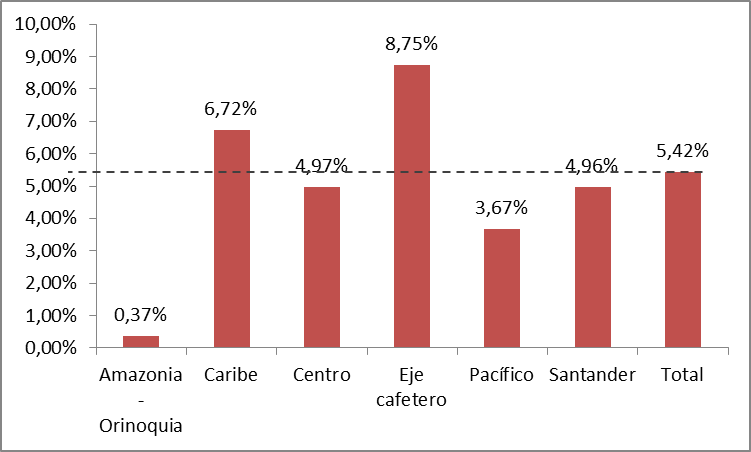 10,00%
9,00%
8,00%
7,00%
6,00%
5,00%
4,00%
3,00%
2,00%
1,00%
0,00%
0,37%
6,72%
4,97%
8,75%
3,67%
4,96%
5,42%
Amazonia
-
Orinoquia
Caribe
Centro
Eje
cafetero
Pacífico
Santander
Total